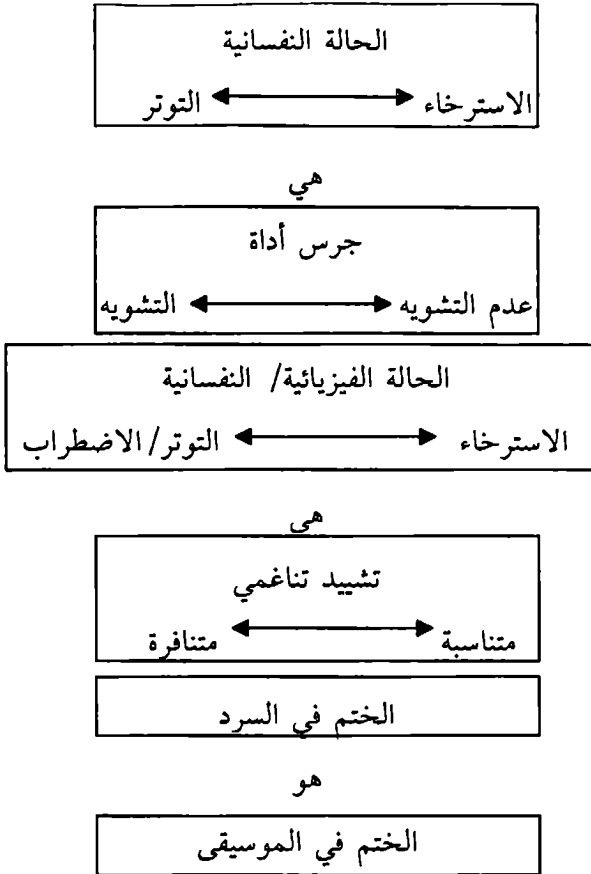 الحالة النفسانية
الاسترخاء التوتر
هي
جرس أداة
عدم التشويه التشويه
الحالة الفيزيائية/ النفسانية
الاسترخاء التوتر/الاضطراب
هي
تشييد تناغمي
متناسبة متنافرة
الختم في السرد
هو
الختم في الموسيقى